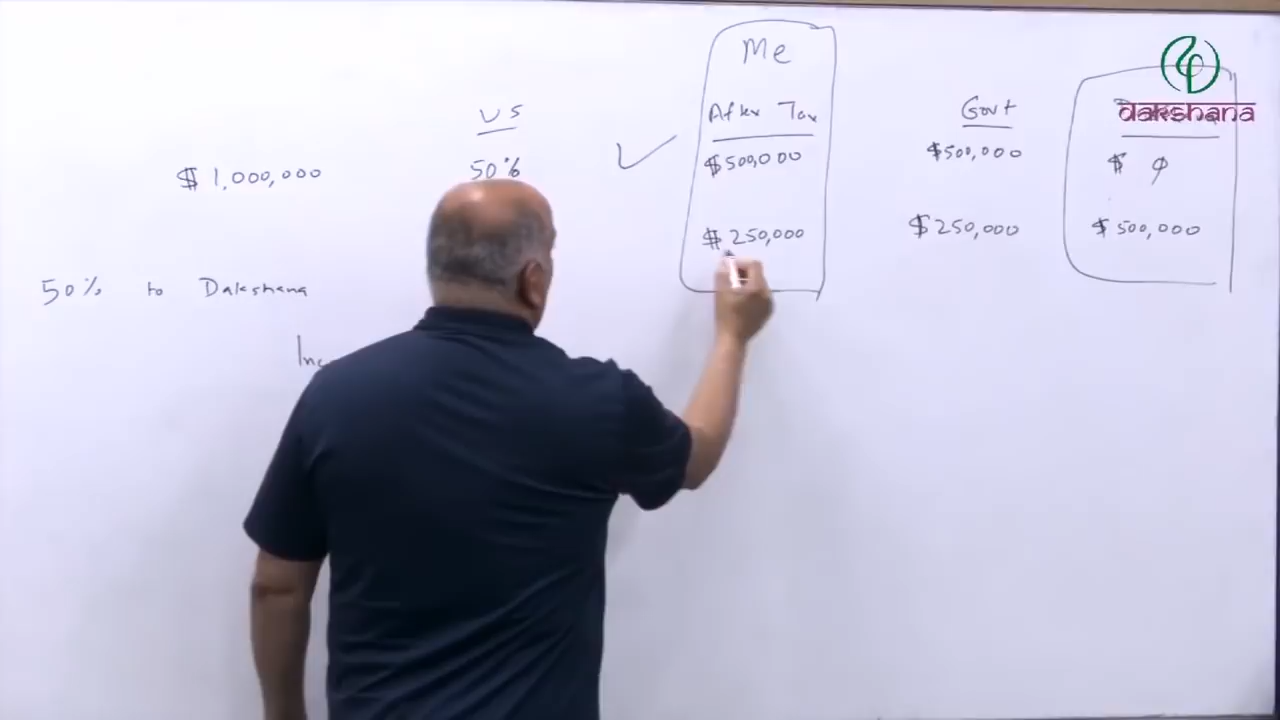 Me
US After Tax Govt
dakshana
$ 1,000,000 50% $500,000 $500,000 $ 0
$ 250,000 $250,000 $ 500,000
50% to Dakshana
Inc